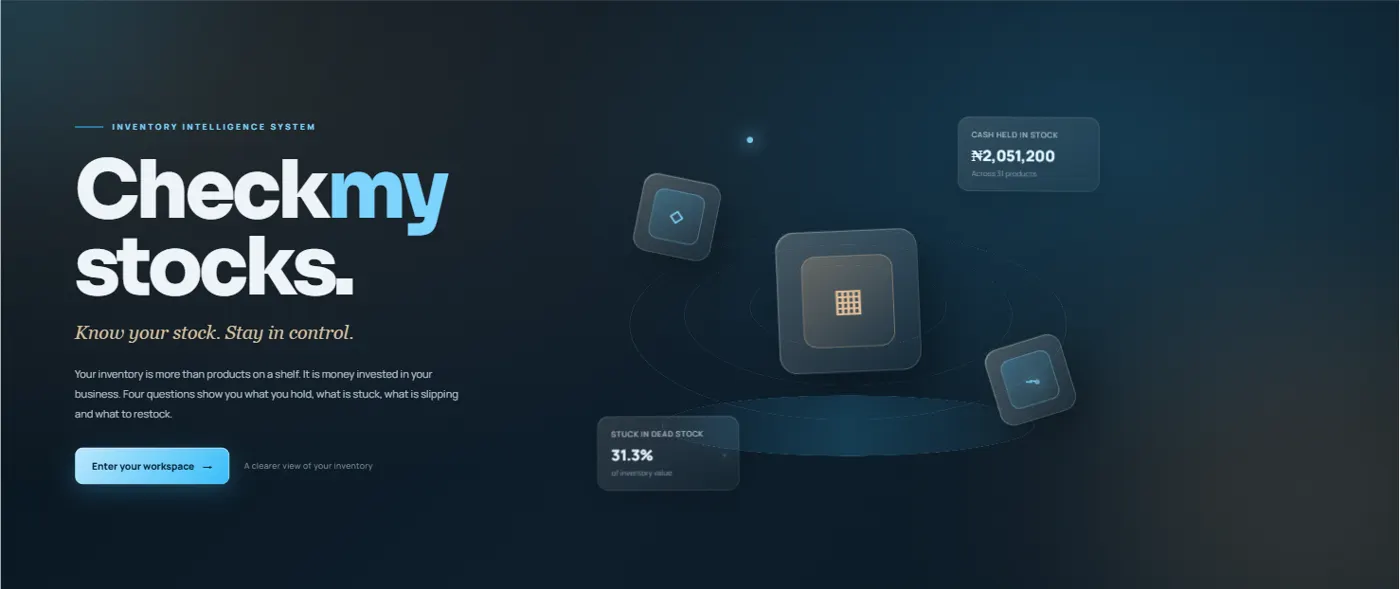 INVENTORY INTELLIGENCE SYSTEM
Checkmy
stocks.
Know your stock. Stay in control.
Your inventory is more than products on a shelf. It is money invested in your
business. Four questions show you what you hold, what is stuck, what is slipping
and what to restock.
Enter your workspace →
A clearer view of your inventory
CASH HELD IN STOCK
₦2,051,200
Across 31 products
STUCK IN DEAD STOCK
31.3%
of inventory value